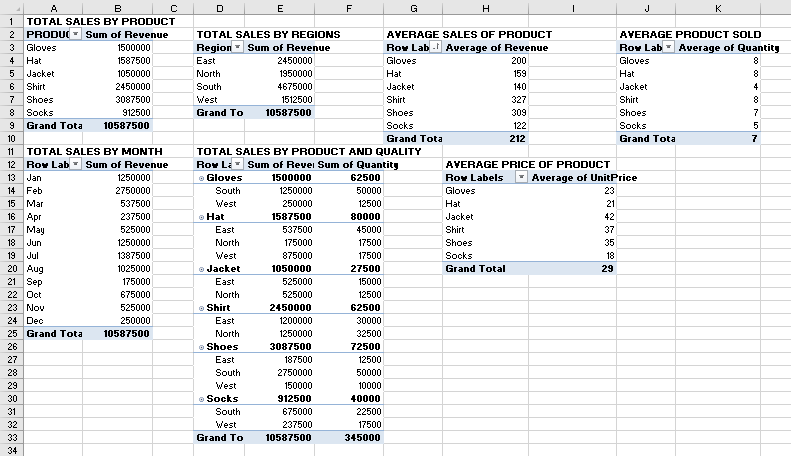 A B C D E F G H I J K
1 TOTAL SALES BY PRODUCT
2 PRODUC Sum of Revenue TOTAL SALES BY REGIONS AVERAGE SALES OF PRODUCT AVERAGE PRODUCT SOLD
3 Gloves 1500000 Region Sum of Revenue Row Lab Average of Revenue Row Lab Average of Quantity
4 Hat 1587500 East 2450000 Gloves 200 Gloves 8
5 Jacket 1050000 North 1950000 Hat 159 Hat 8
6 Shirt 2450000 South 4675000 Jacket 140 Jacket 4
7 Shoes 3087500 West 1512500 Shirt 327 Shirt 8
8 Socks 912500 Grand To 10587500 Shoes 309 Shoes 7
9 Grand Tota 10587500 Socks 122 Socks 5
10 Grand Tota 212 Grand Tota 7
11 TOTAL SALES BY MONTH TOTAL SALES BY PRODUCT AND QUALITY
12 Row Lab Sum of Revenue Row La Sum of Reve Sum of Quantity AVERAGE PRICE OF PRODUCT
13 Jan 1250000 Gloves 1500000 62500 Row Labels Average of UnitPrice
14 Feb 2750000 South 1250000 50000 Gloves 23
15 Mar 537500 West 250000 12500 Hat 21
16 Apr 237500 Hat 1587500 80000 Jacket 42
17 May 525000 East 537500 45000 Shirt 37
18 Jun 1250000 North 175000 17500 Shoes 35
19 Jul 1387500 West 875000 17500 Socks 18
20 Aug 1025000 Jacket 1050000 27500 Grand Total 29
21 Sep 175000 East 525000 15000
22 Oct 675000 North 525000 12500
23 Nov 525000 Shirt 2450000 62500
24 Dec 250000 East 1200000 30000
25 Grand Tota 10587500 North 1250000 32500
26 Shoes 3087500 72500
27 East 187500 12500
28 South 2750000 50000
29 West 150000 10000
30 Socks 912500 40000
31 South 675000 22500
32 West 237500 17500
33 Grand To 10587500 345000
34